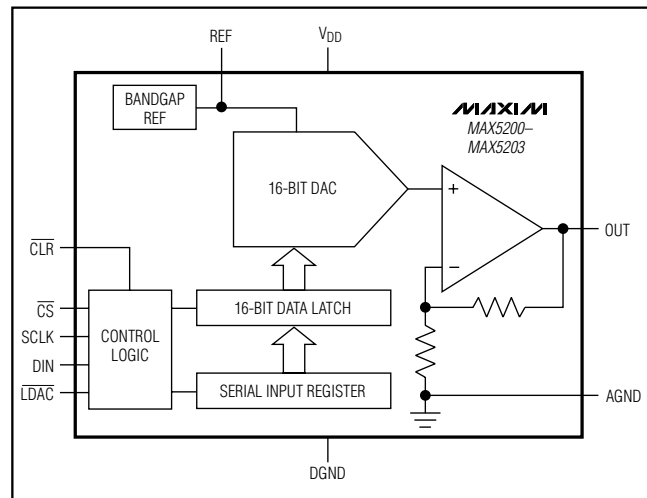 REF
VDD
BANDGAP
REF
MAXIM
MAX5200–
MAX5203
16-BIT DAC
+
OUT
CLR
−
CS
16-BIT DATA LATCH
SCLK
CONTROL
LOGIC
DIN
LDAC
SERIAL INPUT REGISTER
AGND
DGND